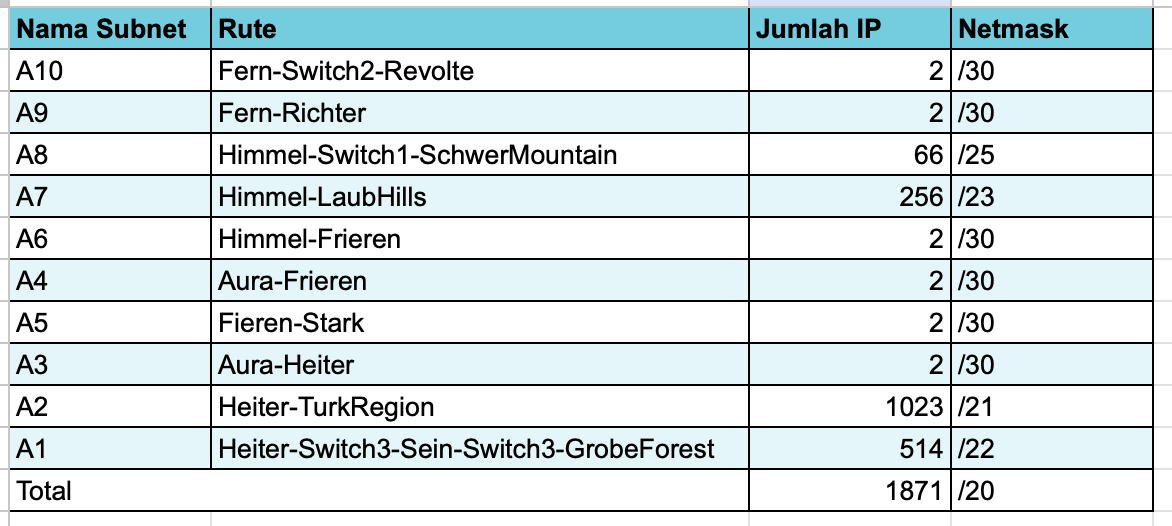 Nama Subnet Rute Jumlah IP Netmask
A10 Fern-Switch2-Revolte 2 /30
A9 Fern-Richter 2 /30
A8 Himmel-Switch1-SchwerMountain 66 /25
A7 Himmel-LaubHills 256 /23
A6 Himmel-Frieren 2 /30
A4 Aura-Frieren 2 /30
A5 Fieren-Stark 2 /30
A3 Aura-Heiter 2 /30
A2 Heiter-TurkRegion 1023 /21
A1 Heiter-Switch3-Sein-Switch3-GrobeForest 514 /22
Total 1871 /20